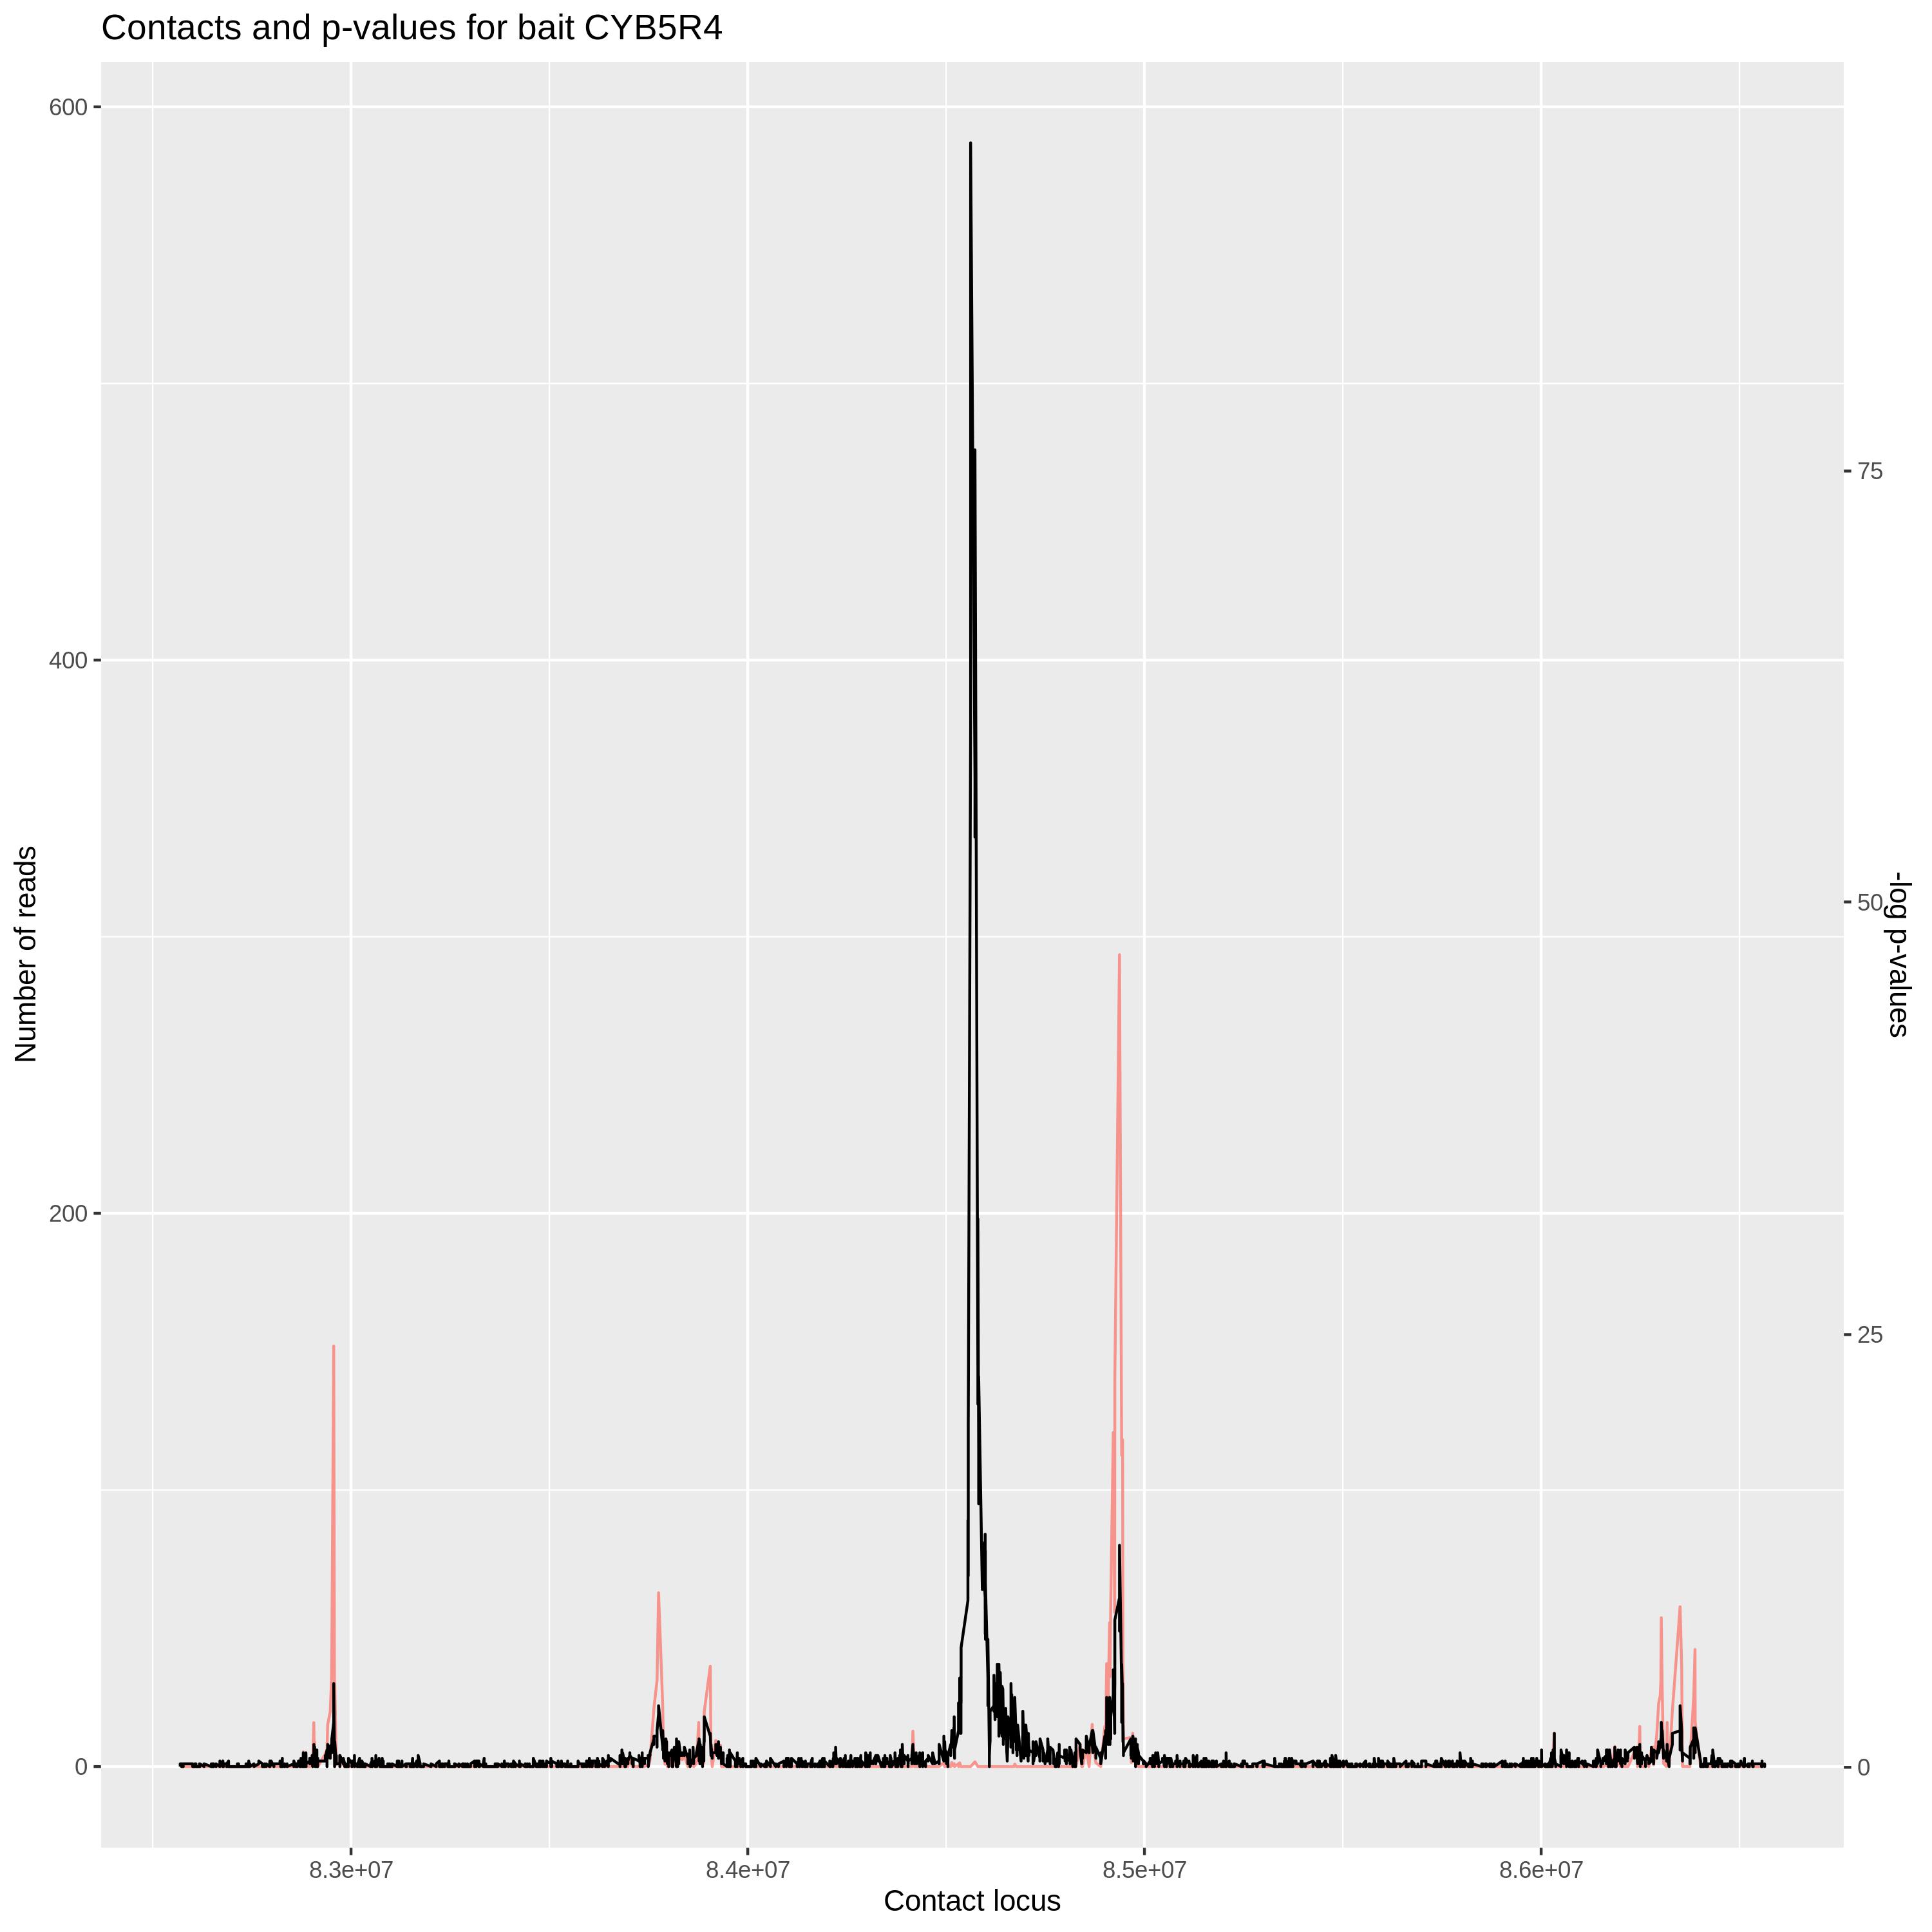 Contacts and p-values for bait CYB5R4
600
400
200
0
Number of reads
75
50
25
0
-log p-values
8.3e+07 8.4e+07 8.5e+07 8.6e+07
Contact locus